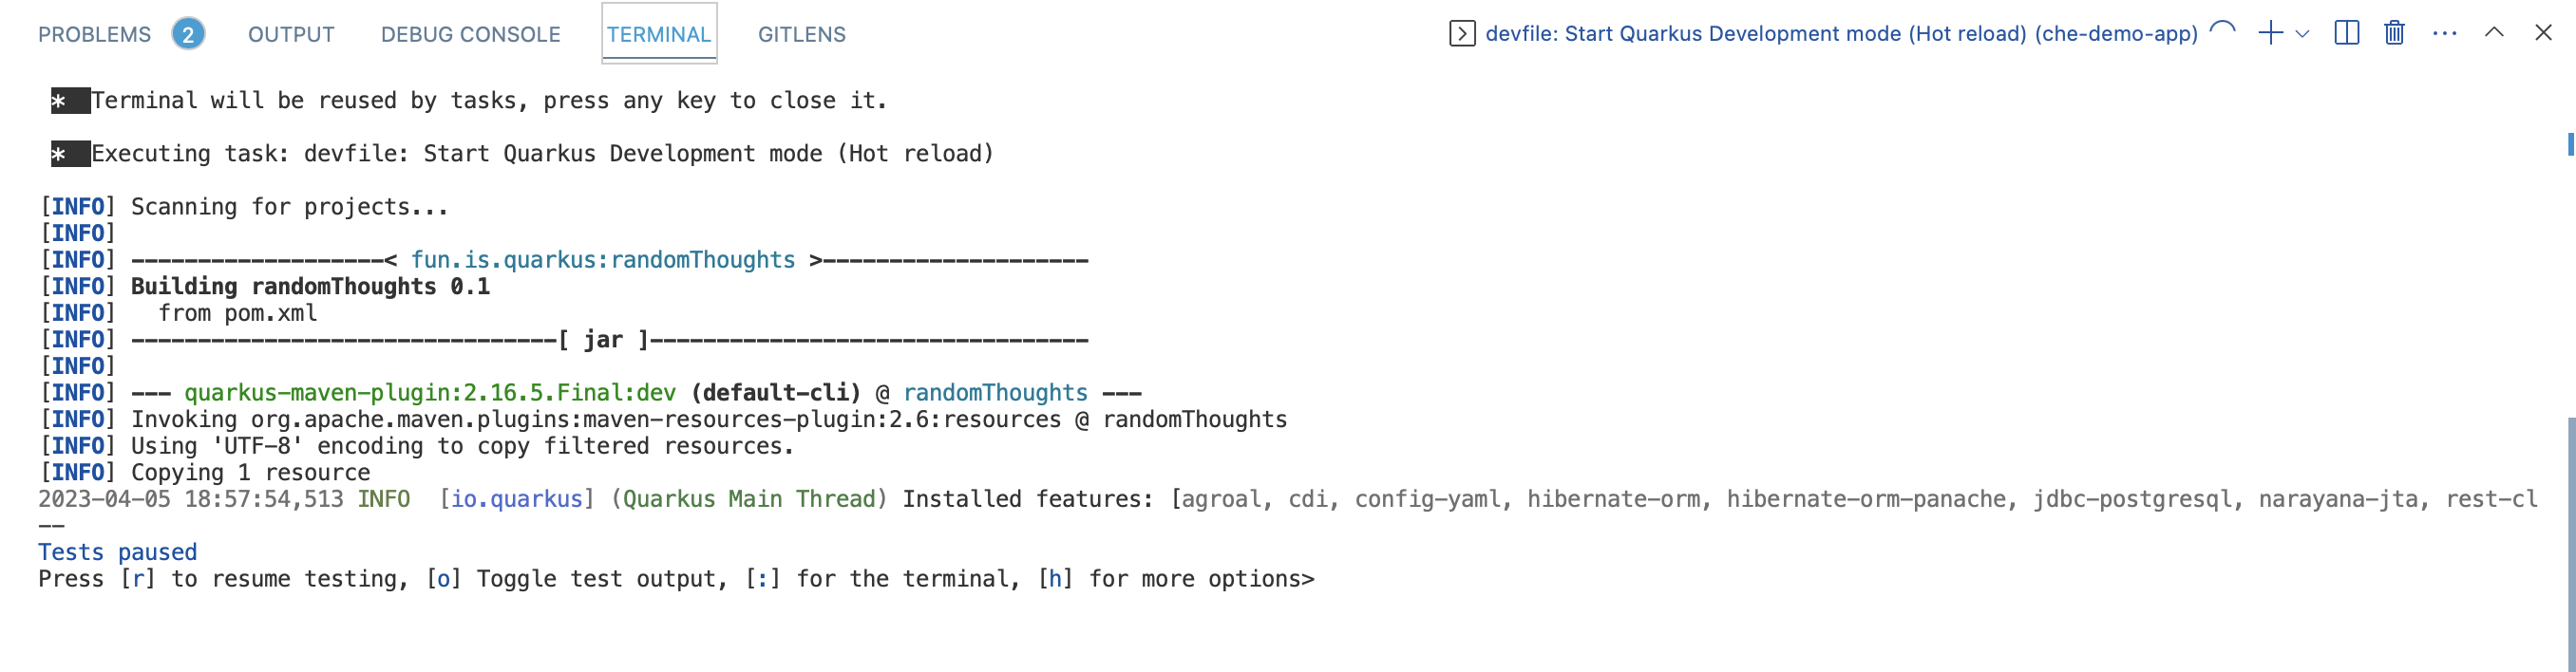 PROBLEMS 2 OUTPUT DEBUG CONSOLE TERMINAL GITLENS devfile: Start Quarkus Development mode (Hot reload) (che-demo-app)
* Terminal will be reused by tasks, press any key to close it.
* Executing task: devfile: Start Quarkus Development mode (Hot reload)
[INFO] Scanning for projects...
[INFO]
[INFO] -------------------< fun.is.quarkus:randomThoughts >--------------------
[INFO] Building randomThoughts 0.1
[INFO]   from pom.xml
[INFO] --------------------------------[ jar ]---------------------------------
[INFO]
[INFO] --- quarkus-maven-plugin:2.16.5.Final:dev (default-cli) @ randomThoughts ---
[INFO] Invoking org.apache.maven.plugins:maven-resources-plugin:2.6:resources @ randomThoughts
[INFO] Using 'UTF-8' encoding to copy filtered resources.
[INFO] Copying 1 resource
2023-04-05 18:57:54,513 INFO  [io.quarkus] (Quarkus Main Thread) Installed features: [agroal, cdi, config-yaml, hibernate-orm, hibernate-orm-panache, jdbc-postgresql, narayana-jta, rest-cl
--
Tests paused
Press [r] to resume testing, [o] Toggle test output, [:] for the terminal, [h] for more options>